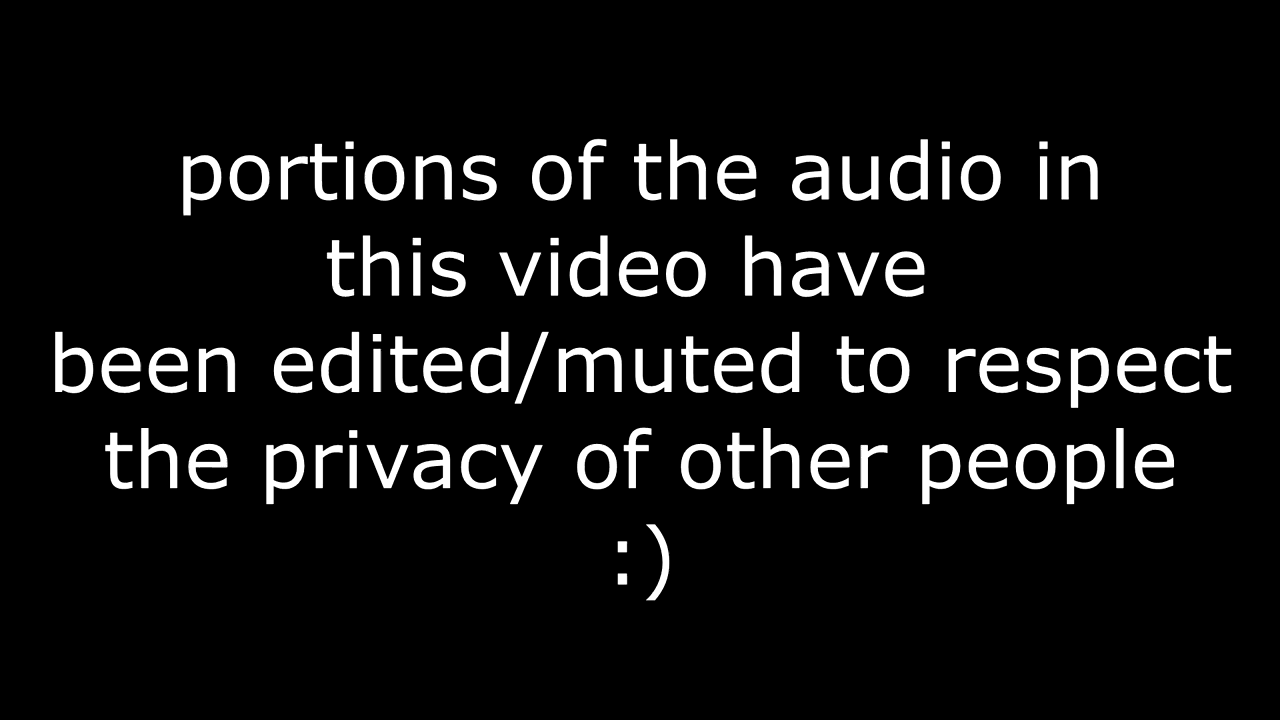 portions of the audio in
this video have
been edited/muted to respect
the privacy of other people
:)